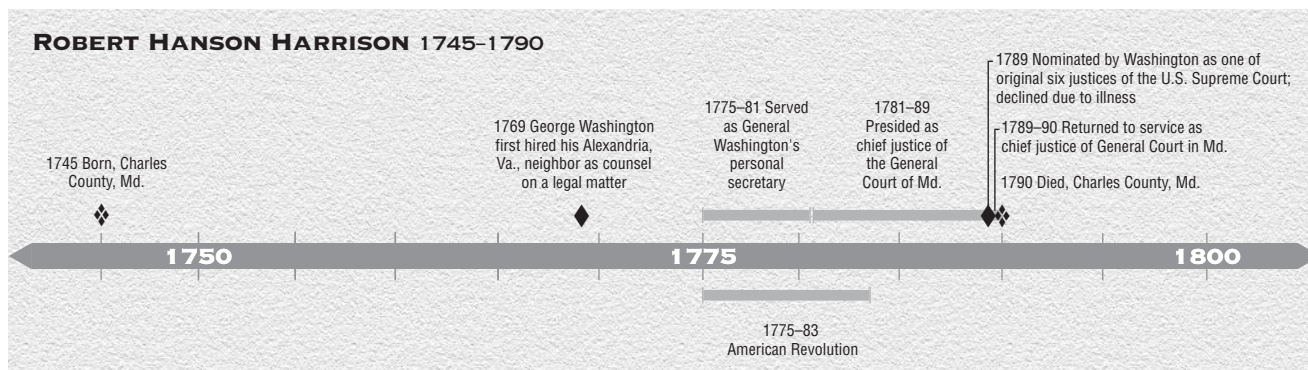 ROBERT HANSON HARRISON 1745–1790
1745 Born, Charles
County, Md.
1769 George Washington
first hired his Alexandria,
Va., neighbor as counsel
on a legal matter
1775–81 Served
as General
Washington's
personal
secretary
1781–89
Presided as
chief justice of
the General
Court of Md.
1789 Nominated by Washington as one of
original six justices of the U.S. Supreme Court;
declined due to illness
1789–90 Returned to service as
chief justice of General Court in Md.
1790 Died, Charles County, Md.
1750
1775
1800
1775–83
American Revolution